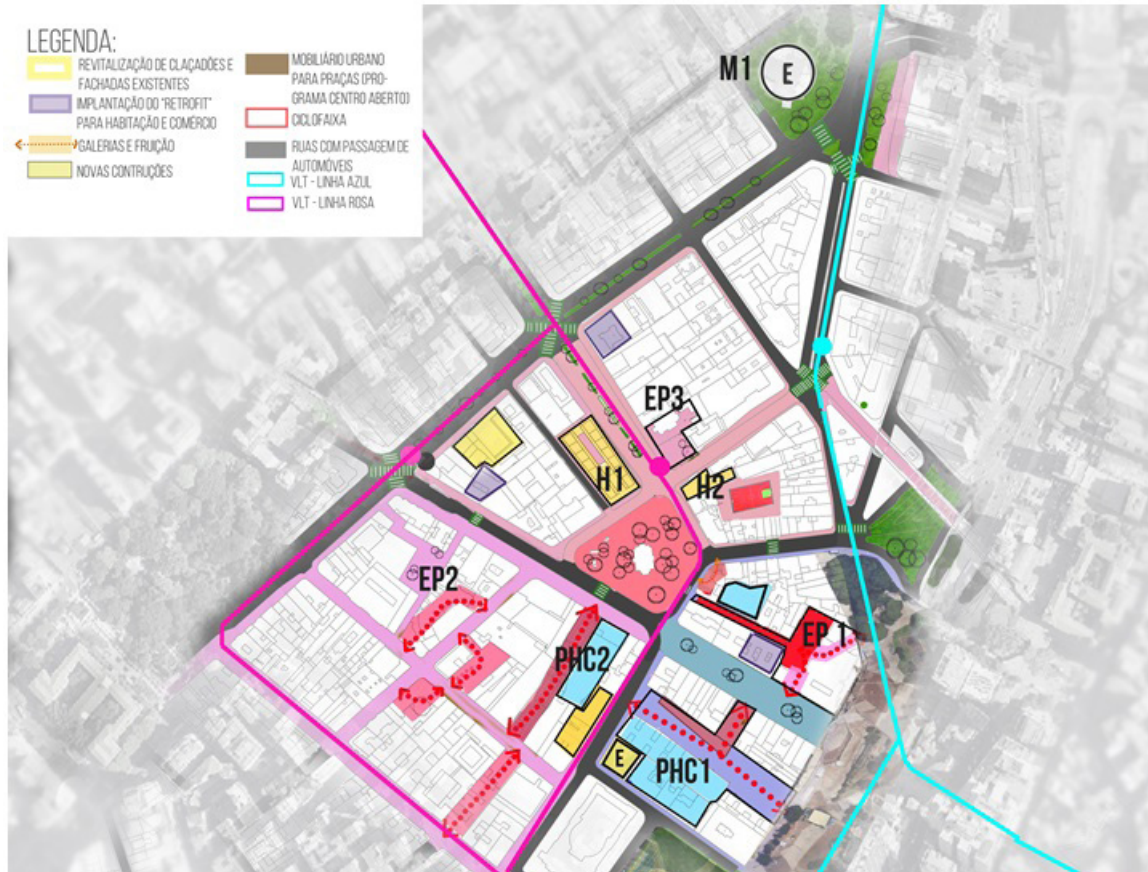 LEGENDA:
REVITALIZAÇÃO DE CLAÇADÕES E
FACHADAS EXISTENTES
IMPLANTAÇÃO DO "RETROFIT"
PARA HABITAÇÃO E COMÉRCIO
GALERIAS E FRUIÇÃO
NOVAS CONTRUÇÕES
MOBILIÁRIO URBANO
PARA PRAÇAS (PRO-
GRAMA CENTRO ABERTO)
CICLOFAIXA
RUAS COM PASSAGEM DE
AUTOMÓVEIS
VLT - LINHA AZUL
VLT - LINHA ROSA
M1
E
EP3
H1
H2
EP2
EP 1
PHC2
PHC1
E